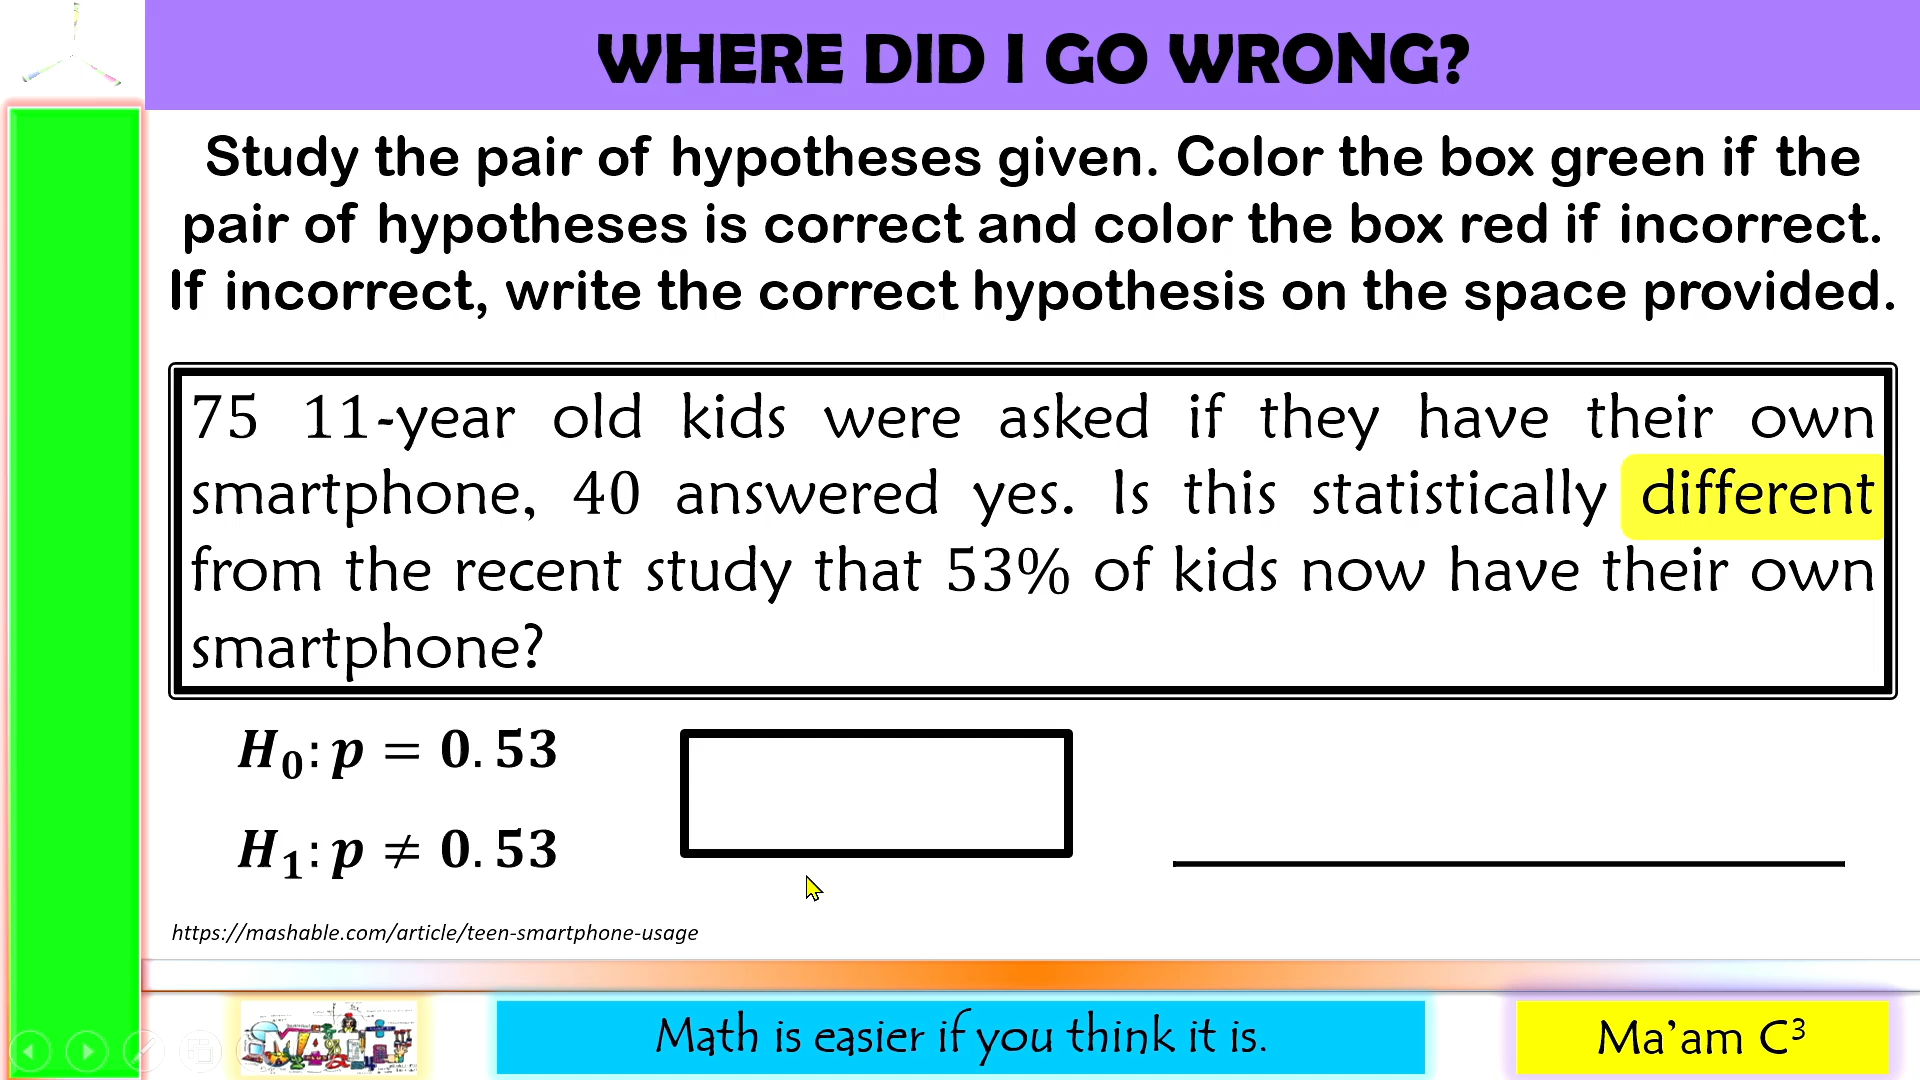 WHERE DID I GO WRONG?
Study the pair of hypotheses given. Color the box green if the
pair of hypotheses is correct and color the box red if incorrect.
If incorrect, write the correct hypothesis on the space provided.
75 11-year old kids were asked if they have their own
smartphone, 40 answered yes. Is this statistically different
from the recent study that 53% of kids now have their own
smartphone?
H₀: p = 0.53
H₁: p ≠ 0.53
https://mashable.com/article/teen-smartphone-usage
MATH
Math is easier if you think it is.
Ma’am C³